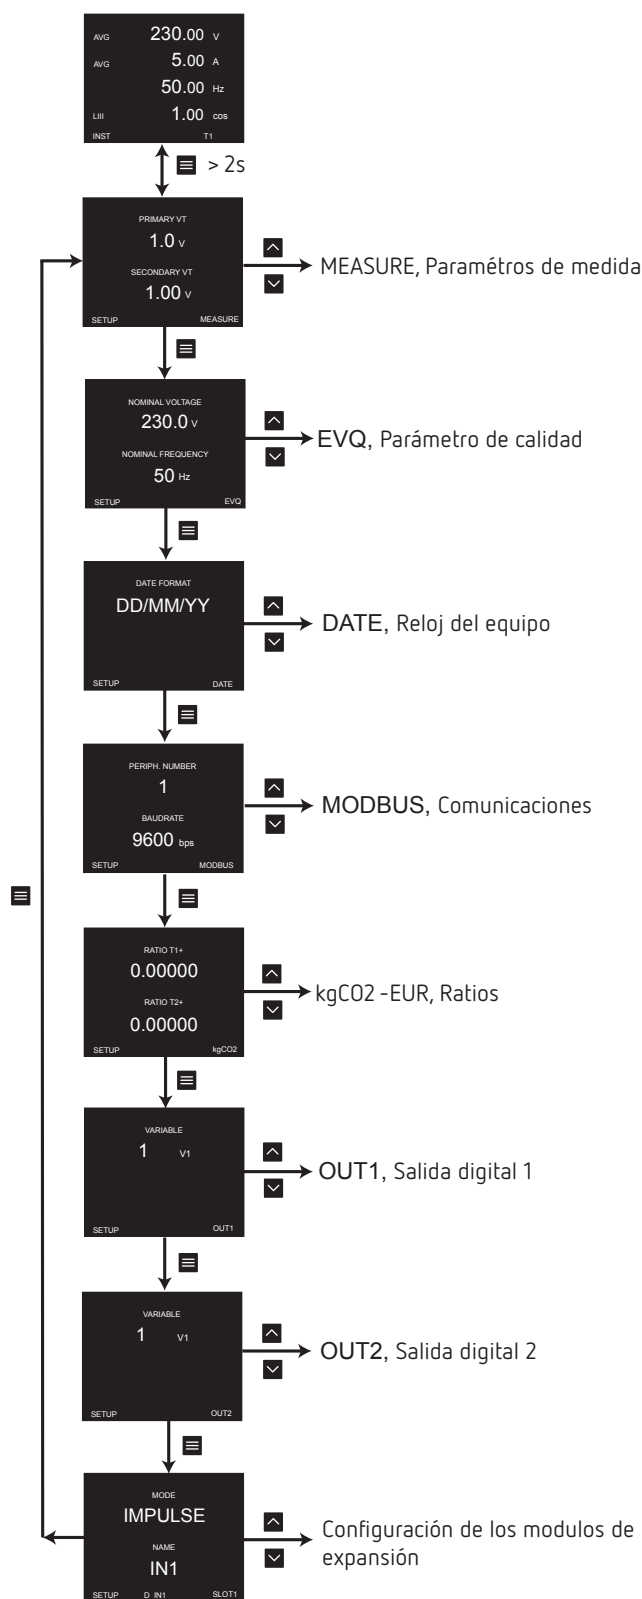 AVG 230.00 V
AVG 5.00 A
50.00 Hz
LIII 1.00 cos
INST T1
> 2s
PRIMARY VT
1.0 V
SECONDARY VT
1.00 V
SETUP MEASURE
MEASURE, Paramétros de medida
NOMINAL VOLTAGE
230.0 V
NOMINAL FREQUENCY
50 Hz
SETUP EVQ
EVQ, Parámetro de calidad
DATE FORMAT
DD/MM/YY
SETUP DATE
DATE, Reloj del equipo
PERIPH. NUMBER
1
BAUDRATE
9600 bps
SETUP MODBUS
MODBUS, Comunicaciones
RATIO T1+
0.00000
RATIO T2+
0.00000
SETUP kgCO2
kgCO2 -EUR, Ratios
VARIABLE
1 V1
SETUP OUT1
OUT1, Salida digital 1
VARIABLE
1 V1
SETUP OUT2
OUT2, Salida digital 2
MODE
IMPULSE
NAME
IN1
SETUP D_IN1 SLOT1
Configuración de los modulos de
expansión